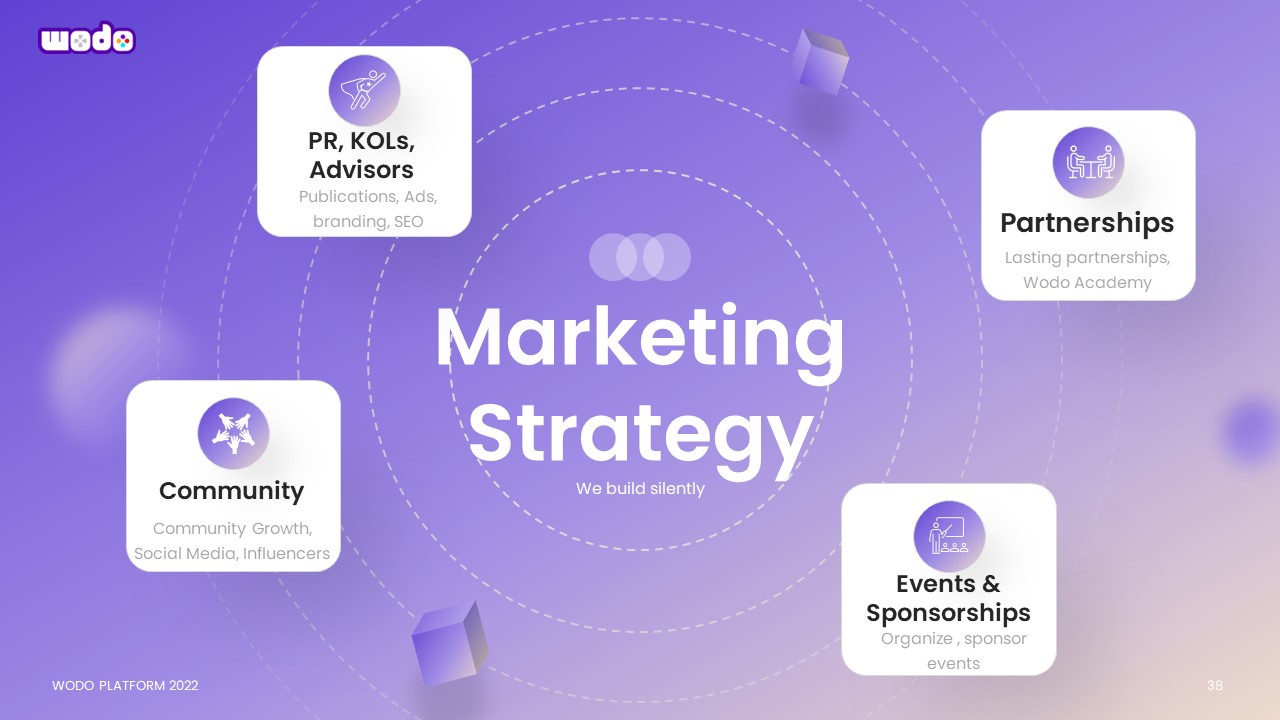 wodo
PR, KOLs,
Advisors
Publications, Ads,
branding, SEO
Partnerships
Lasting partnerships,
Wodo Academy
Marketing
Strategy
We build silently
Community
Community Growth,
Social Media, Influencers
Events &
Sponsorships
Organize , sponsor
events
WODO PLATFORM 2022
38